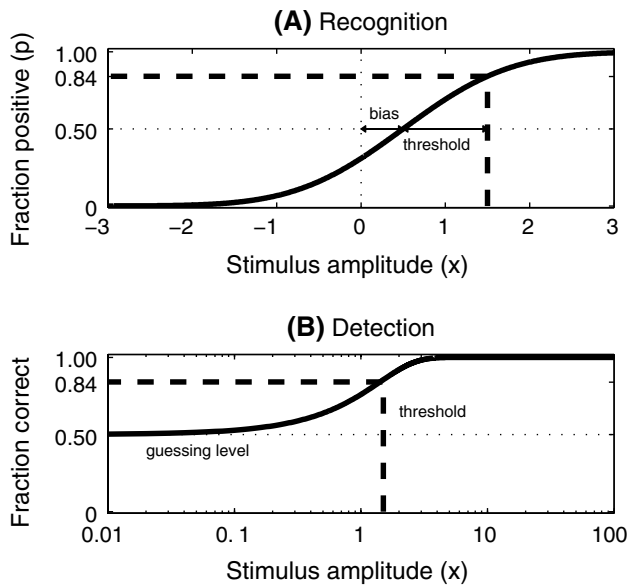 (A) Recognition
Fraction positive (p)
1.00
0.84
0.50
0
bias
threshold
−3 −2 −1 0 1 2 3
Stimulus amplitude (x)
(B) Detection
Fraction correct
1.00
0.84
0.50
0
threshold
guessing level
0.01 0.1 1 10 100
Stimulus amplitude (x)